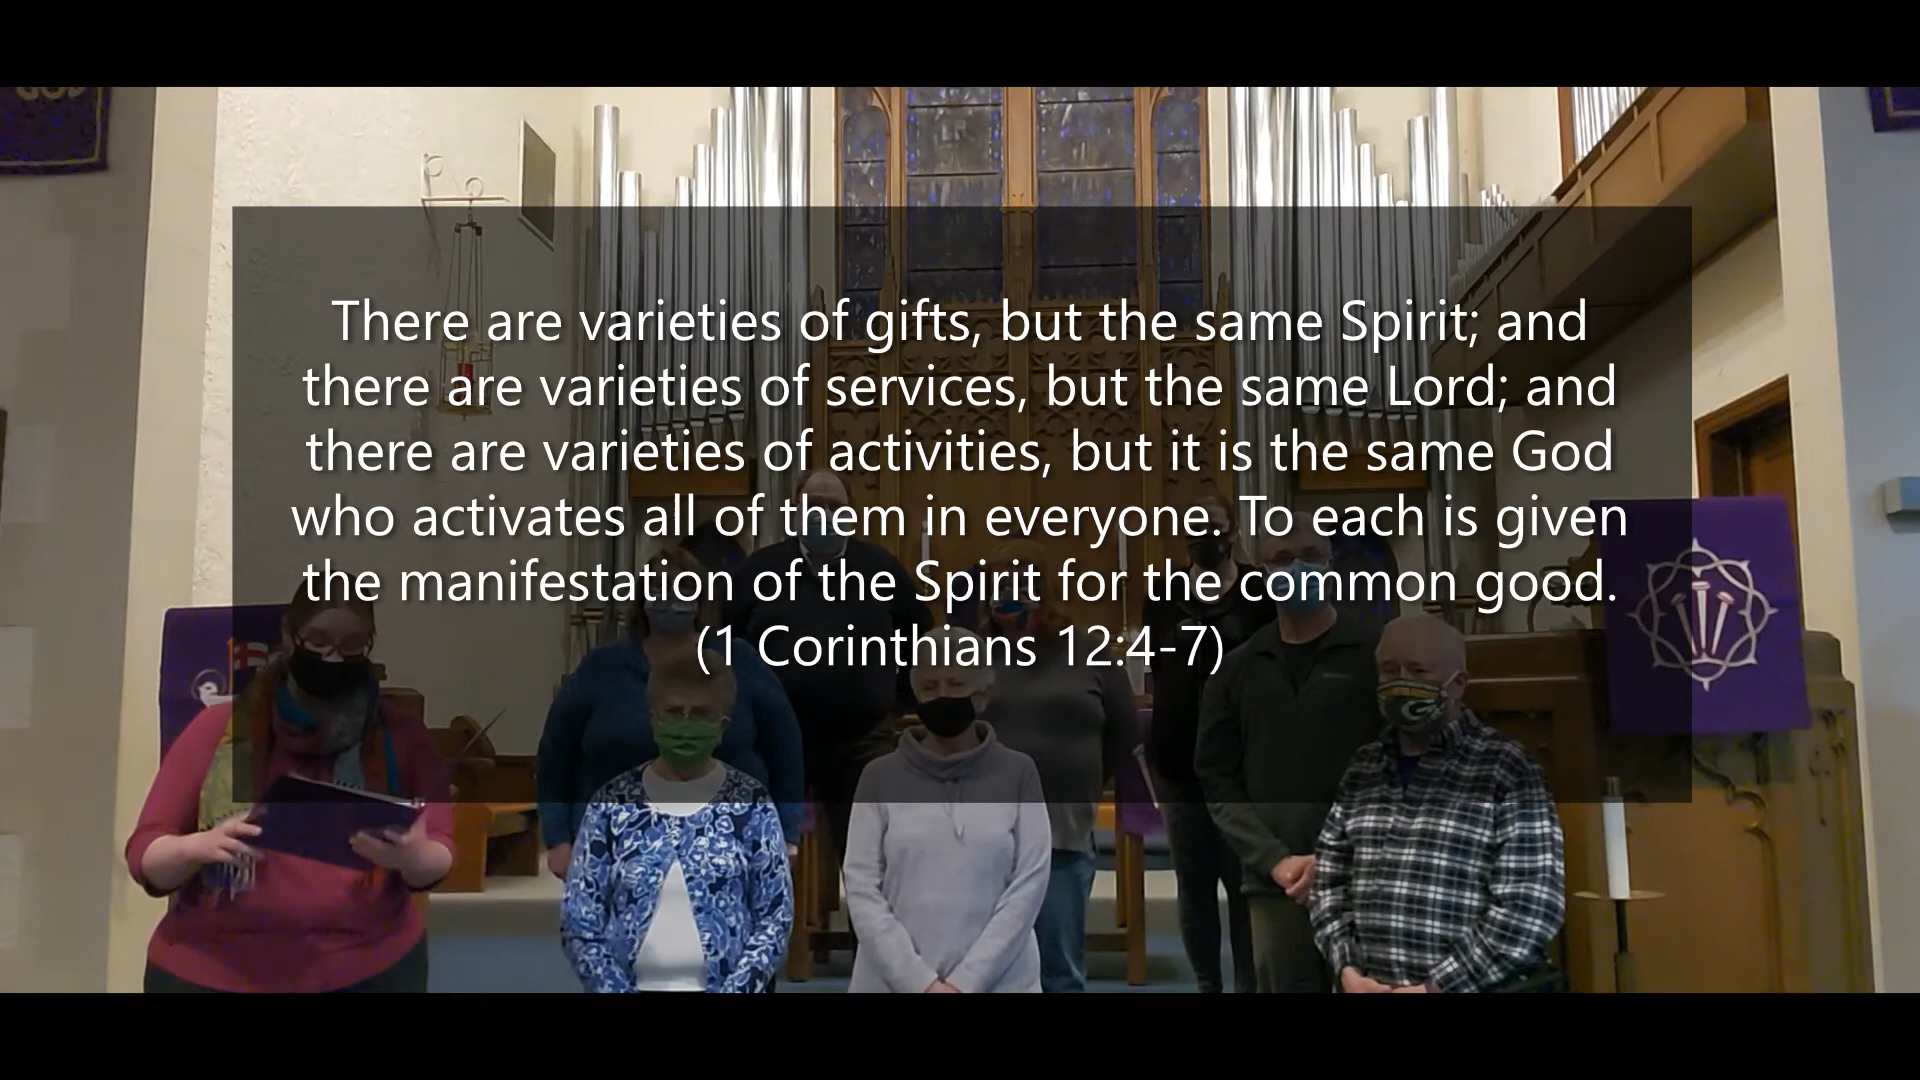 GOD
There are varieties of gifts, but the same Spirit; and
there are varieties of services, but the same Lord; and
there are varieties of activities, but it is the same God
who activates all of them in everyone. To each is given
the manifestation of the Spirit for the common good.
(1 Corinthians 12:4-7)
G